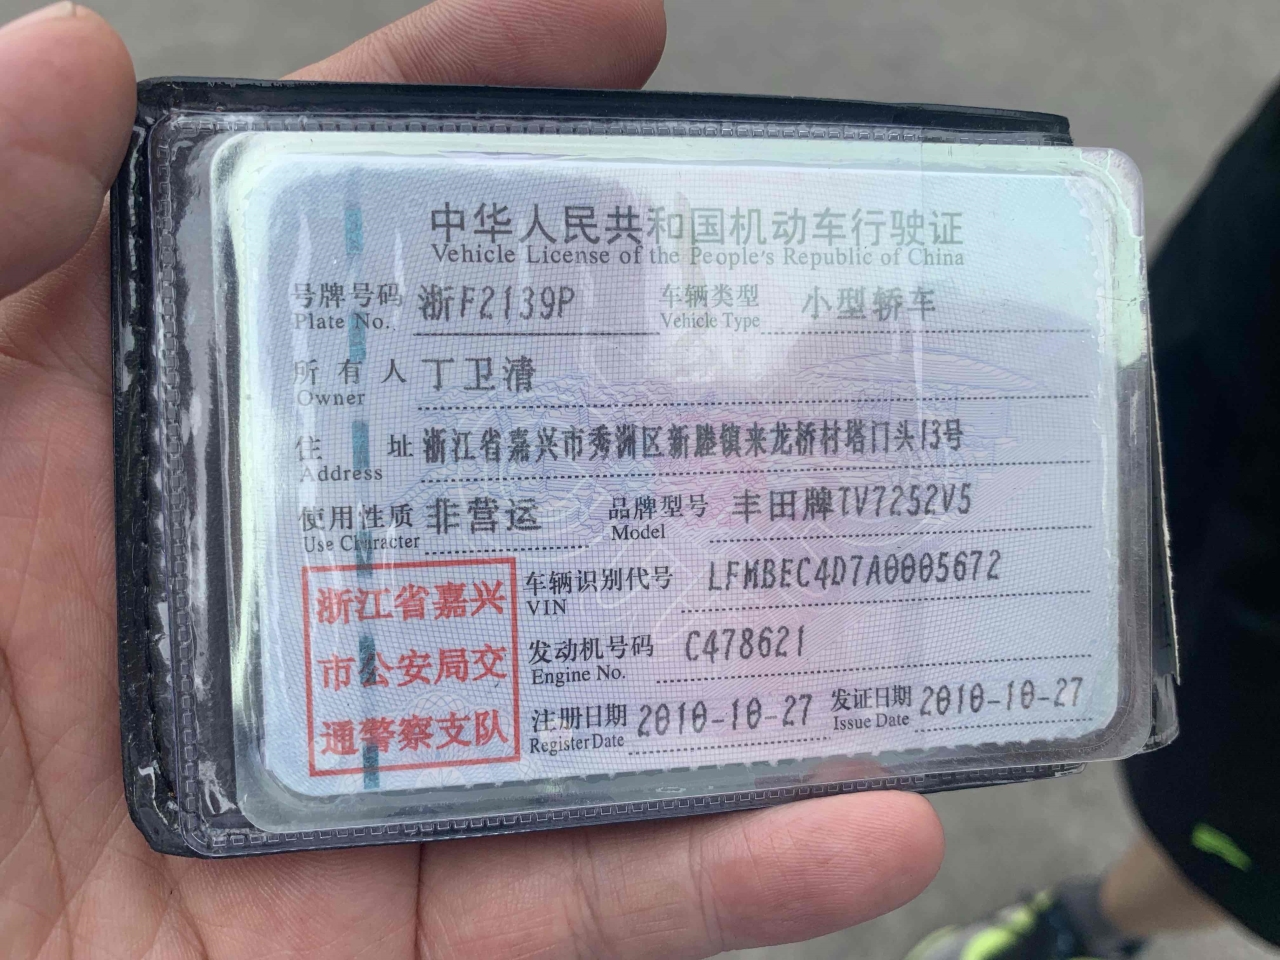 中华人民共和国机动车行驶证
Vehicle License of the People's Republic of China
号牌号码 浙F2139P 车辆类型 小型轿车
Plate No. Vehicle Type
所有人 丁卫清
Owner
住址 浙江省嘉兴市秀洲区新塍镇来龙桥村塔门头13号
Address
使用性质 非营运 品牌型号 丰田牌TV7252V5
Use Character Model
浙江省嘉兴
市公安局交
通警察支队
车辆识别代号 LFMBEC4D7A0005672
VIN
发动机号码 C478621
Engine No.
注册日期 2010-10-27 发证日期 2010-10-27
Register Date Issue Date